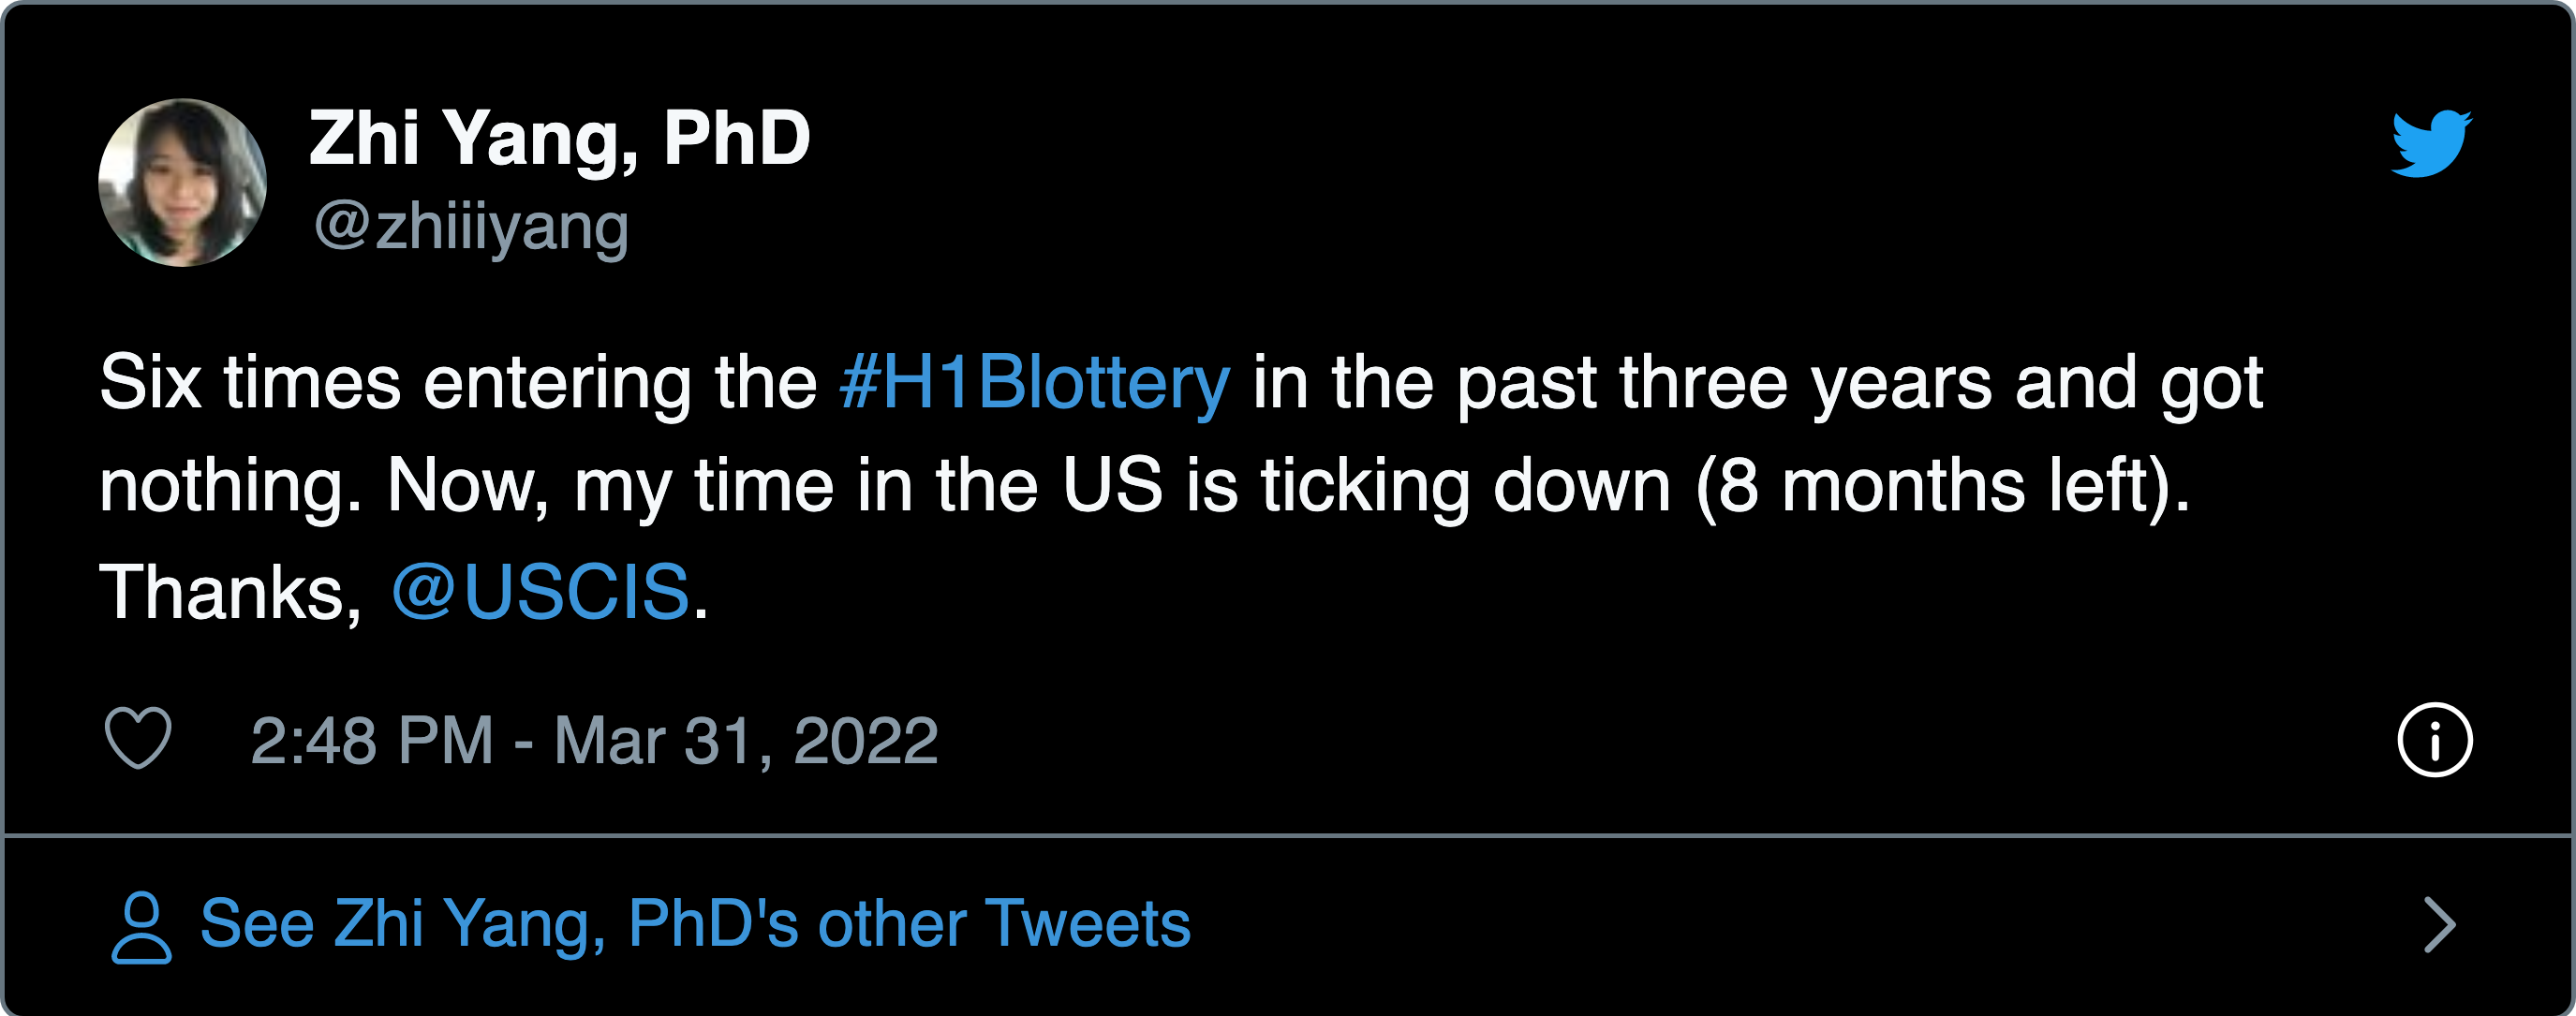 Zhi Yang, PhD
@zhiiiyang
Six times entering the #H1Blottery in the past three years and got
nothing. Now, my time in the US is ticking down (8 months left).
Thanks, @USCIS.
2:48 PM - Mar 31, 2022
See Zhi Yang, PhD's other Tweets